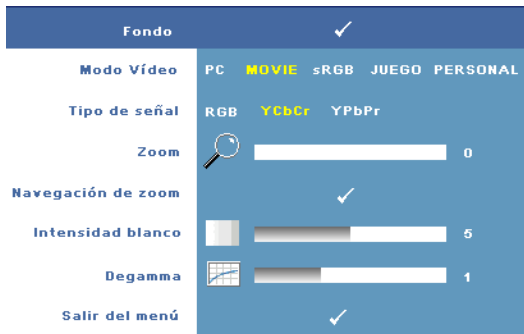 Fondo
Modo Vídeo PC MOVIE sRGB JUEGO PERSONAL
Tipo de señal RGB YCbCr YPbPr
Zoom 0
Navegación de zoom
Intensidad blanco 5
Degamma 1
Salir del menú